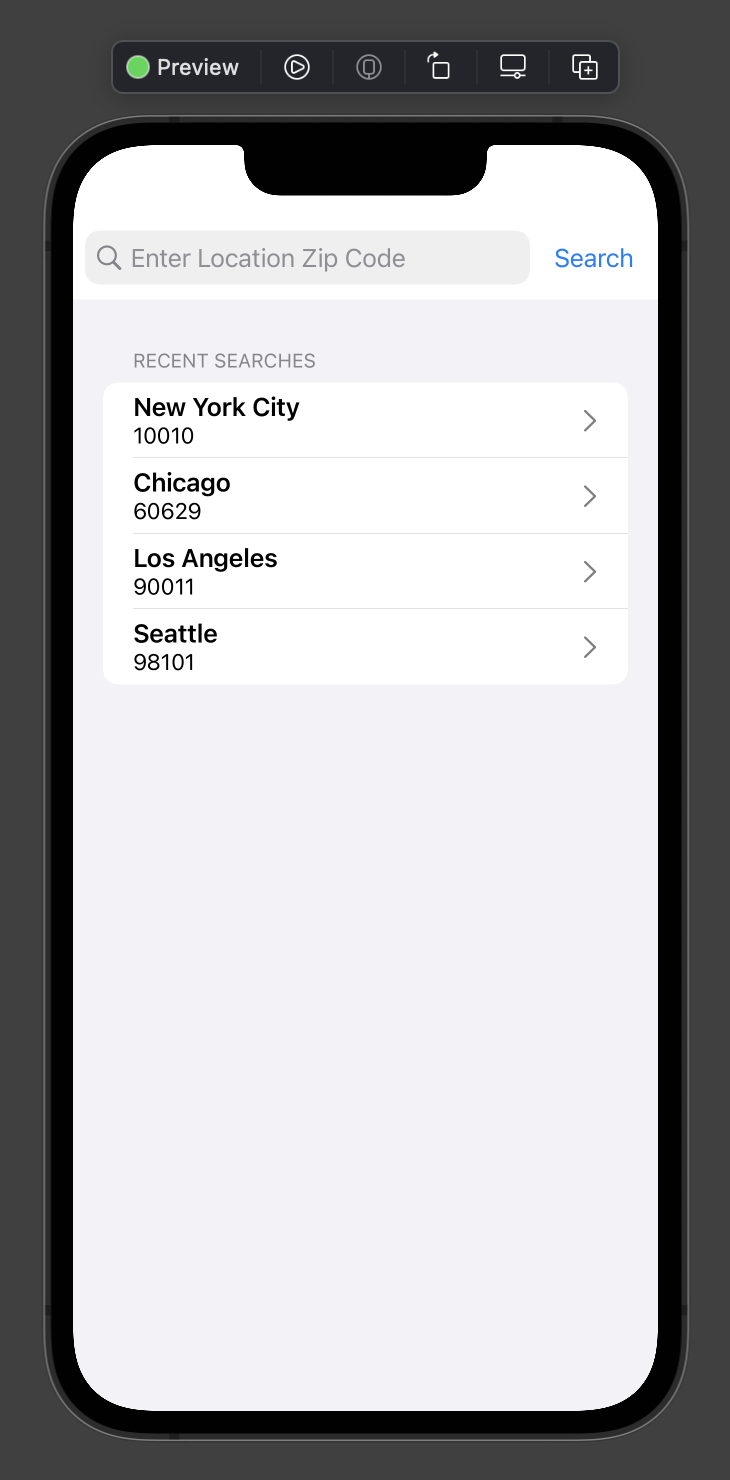 Preview
Enter Location Zip Code
Search
RECENT SEARCHES
New York City
10010
Chicago
60629
Los Angeles
90011
Seattle
98101